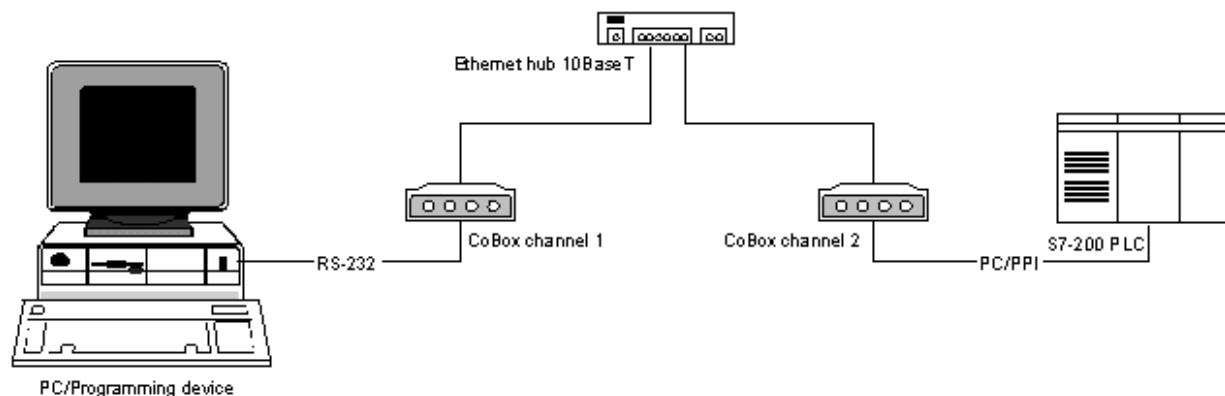 Ethernet hub 10BaseT
CoBox channel 1
CoBox channel 2
S7-200 PLC
RS-232
PC/PPI
PC/Programming device